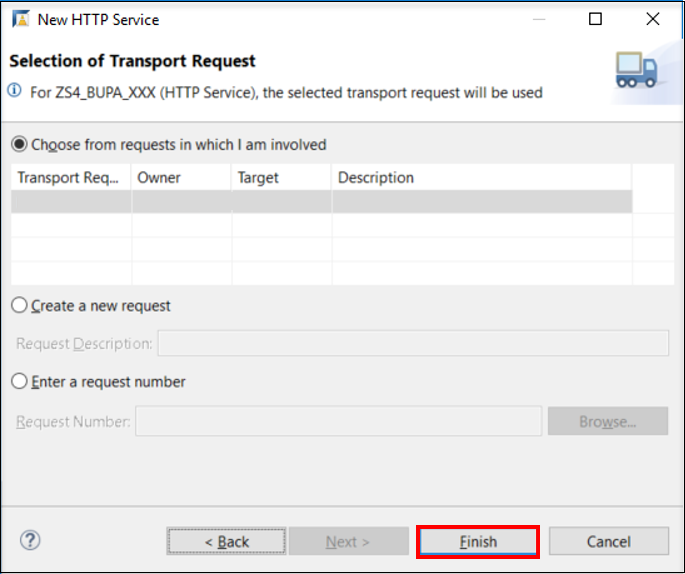 New HTTP Service
Selection of Transport Request
For ZS4_BUPA_XXX (HTTP Service), the selected transport request will be used
Choose from requests in which I am involved
Transport Req... Owner Target Description
Create a new request
Request Description:
Enter a request number
Request Number: Browse...
? < Back Next > Finish Cancel